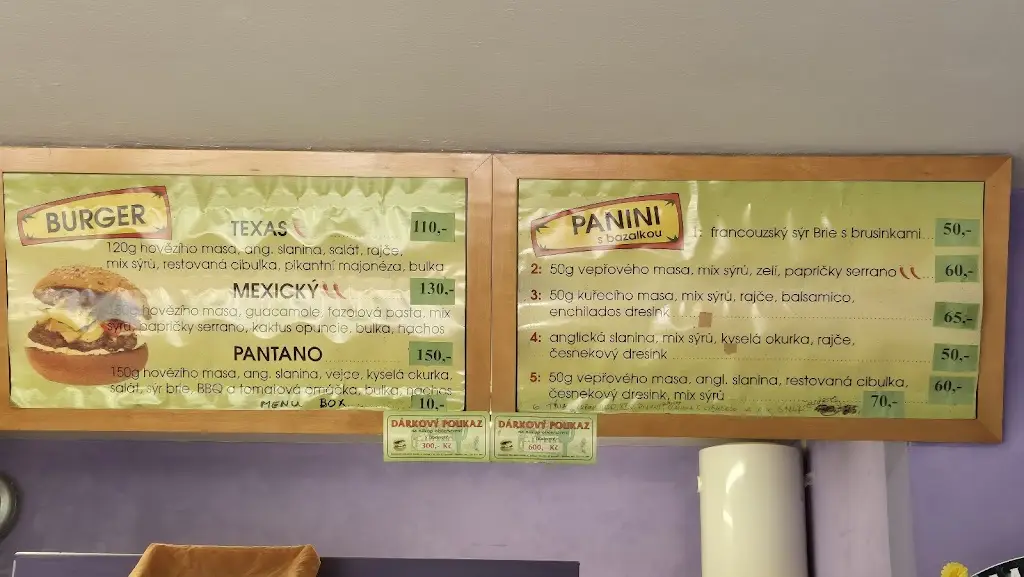 BURGER
TEXAS 110,-
120g hovězího masa, ang. slanina, salát, rajče,
mix sýrů, restovaná cibulka, pikantní majonéza, bulka
MEXICKÝ 130,-
hovězího masa, guacamole, fazolová pasta, mix
sýrů, papričky serrano, kaktus opuncie, bulka, nachos
PANTANO 150,-
150g hovězího masa, ang. slanina, vejce, kyselá okurka,
salát, sýr brie, BBQ a tomatová omáčka, bulka, nachos
MENU BOX 10,-
PANINI
s bazalkou
1: francouzský sýr Brie s brusinkami 50,-
2: 50g vepřového masa, mix sýrů, zelí, papričky serrano 60,-
3: 50g kuřecího masa, mix sýrů, rajče, balsamico,
enchilados dresink 65,-
4: anglická slanina, mix sýrů, kyselá okurka, rajče,
česnekový dresink 50,-
5: 50g vepřového masa, angl. slanina, restovaná cibulka,
česnekový dresink, mix sýrů 60,-
70,-
DÁRKOVÝ POUKAZ
300,- Kč
DÁRKOVÝ POUKAZ
600,- Kč